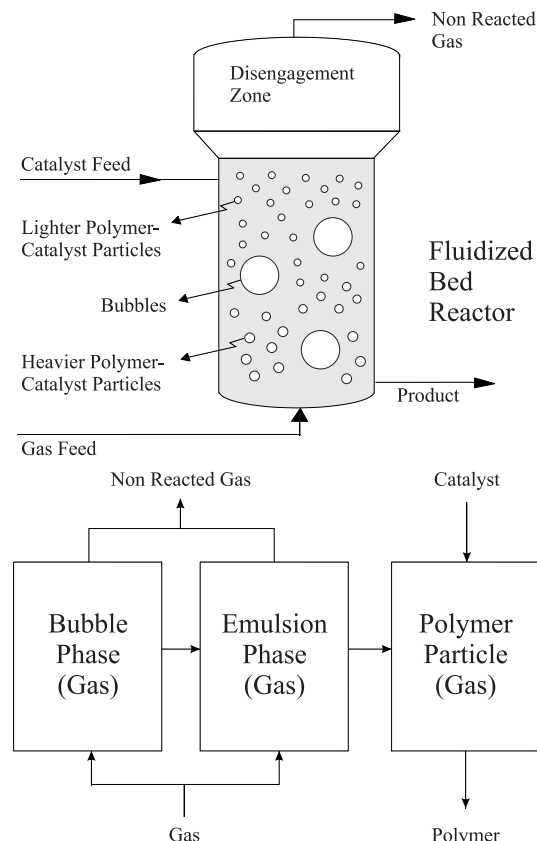 Non Reacted
Gas
Disengagement
Zone
Catalyst Feed
Lighter Polymer-
Catalyst Particles
Bubbles
Fluidized
Bed
Reactor
Heavier Polymer-
Catalyst Particles
Product
Gas Feed
Non Reacted Gas
Catalyst
Bubble
Phase
(Gas)
Emulsion
Phase
(Gas)
Polymer
Particle
(Gas)
Gas
Polymer